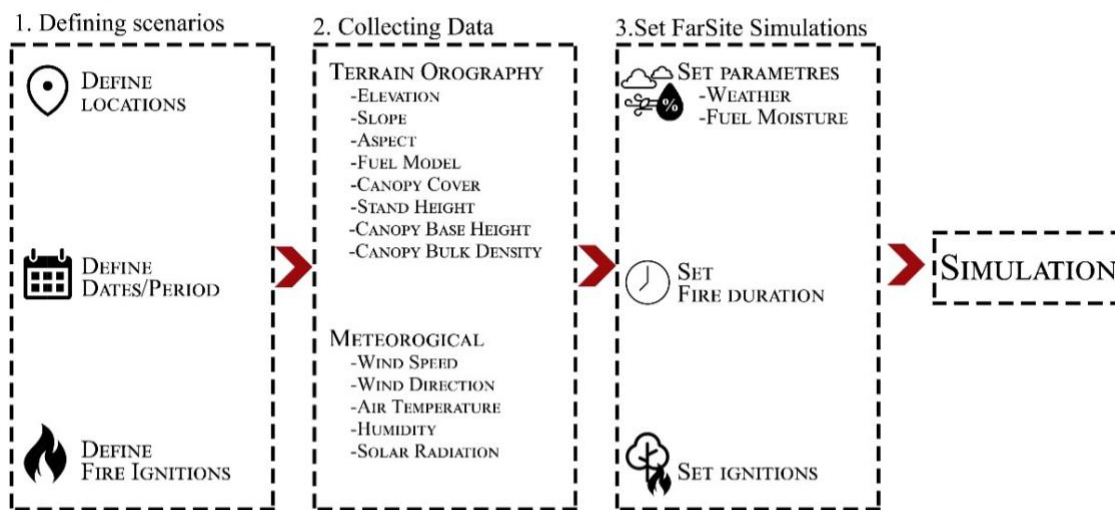 1. Defining scenarios
DEFINE
LOCATIONS
DEFINE
DATES/PERIOD
DEFINE
FIRE IGNITIONS
2. Collecting Data
TERRAIN OROGRAPHY
-ELEVATION
-SLOPE
-ASPECT
-FUEL MODEL
-CANOPY COVER
-STAND HEIGHT
-CANOPY BASE HEIGHT
-CANOPY BULK DENSITY
METEOROGICAL
-WIND SPEED
-WIND DIRECTION
-AIR TEMPERATURE
-HUMIDITY
-SOLAR RADIATION
3.Set FarSite Simulations
%
SET PARAMETRES
-WEATHER
-FUEL MOISTURE
SET
FIRE DURATION
SET IGNITIONS
SIMULATION